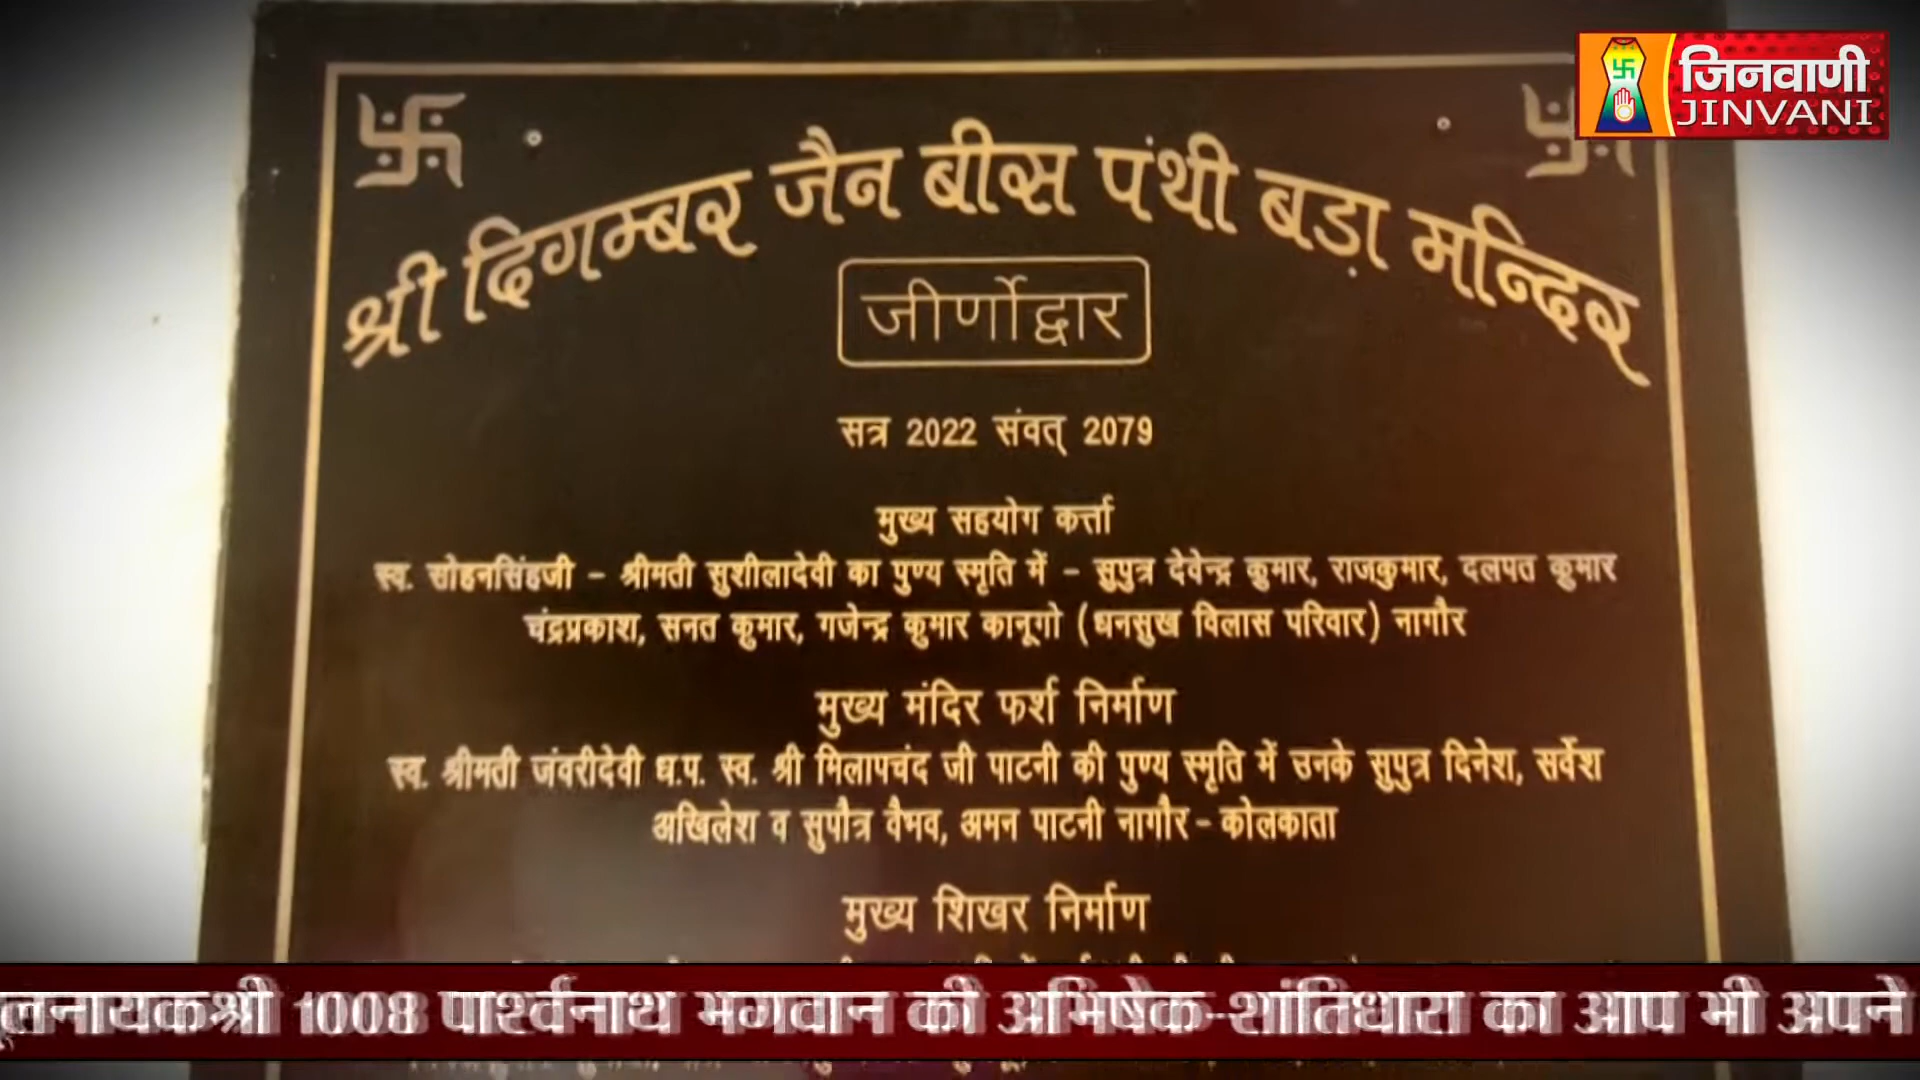 जिनवाणी
JINVANI
श्री दिगम्बर जैन बीस पंथी बड़ा मन्दिर
जीर्णोद्वार
सत्र 2022 संवत् 2079
मुख्य सहयोग कर्त्ता
स्व. सोहनसिंहजी - श्रीमती सुशीलादेवी का पुण्य स्मृति में - सुपुत्र देवेन्द्र कुमार, राजकुमार, दलपत कुमार
चंद्रप्रकाश, सनत कुमार, गजेन्द्र कुमार कानूगो (धनसुख विलास परिवार) नागौर
मुख्य मंदिर फर्श निर्माण
स्व. श्रीमती जंवरीदेवी ध.प. स्व. श्री मिलापचंद जी पाटनी की पुण्य स्मृति में उनके सुपुत्र दिनेश, सर्वेश
अखिलेश व सुपौत्र वैभव, अमन पाटनी नागौर - कोलकाता
मुख्य शिखर निर्माण
लनायकश्री 1008 पार्श्वनाथ भगवान की अभिषेक-शांतिधारा का आप भी अपने